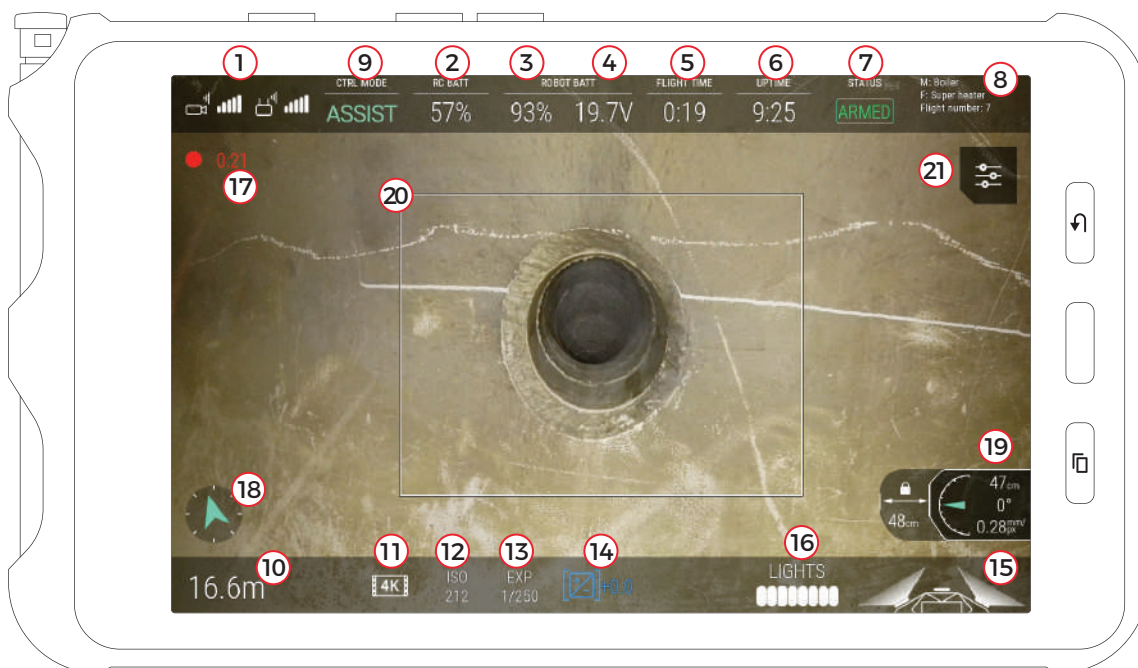 1
9
2
3
4
5
6
7
8
CTRL MODE
RC BATT
ROBOT BATT
FLIGHT TIME
UPTIME
STATUS
M: Boiler
F: Super heater
Flight number: 7
ASSIST
57%
93%
19.7V
0:19
9:25
ARMED
0:21
17
20
21
18
19
47cm
0°
0.28mm/px
48cm
10
11
12
13
14
16
15
16.6m
4K
ISO
212
EXP
1/250
+0.0
LIGHTS